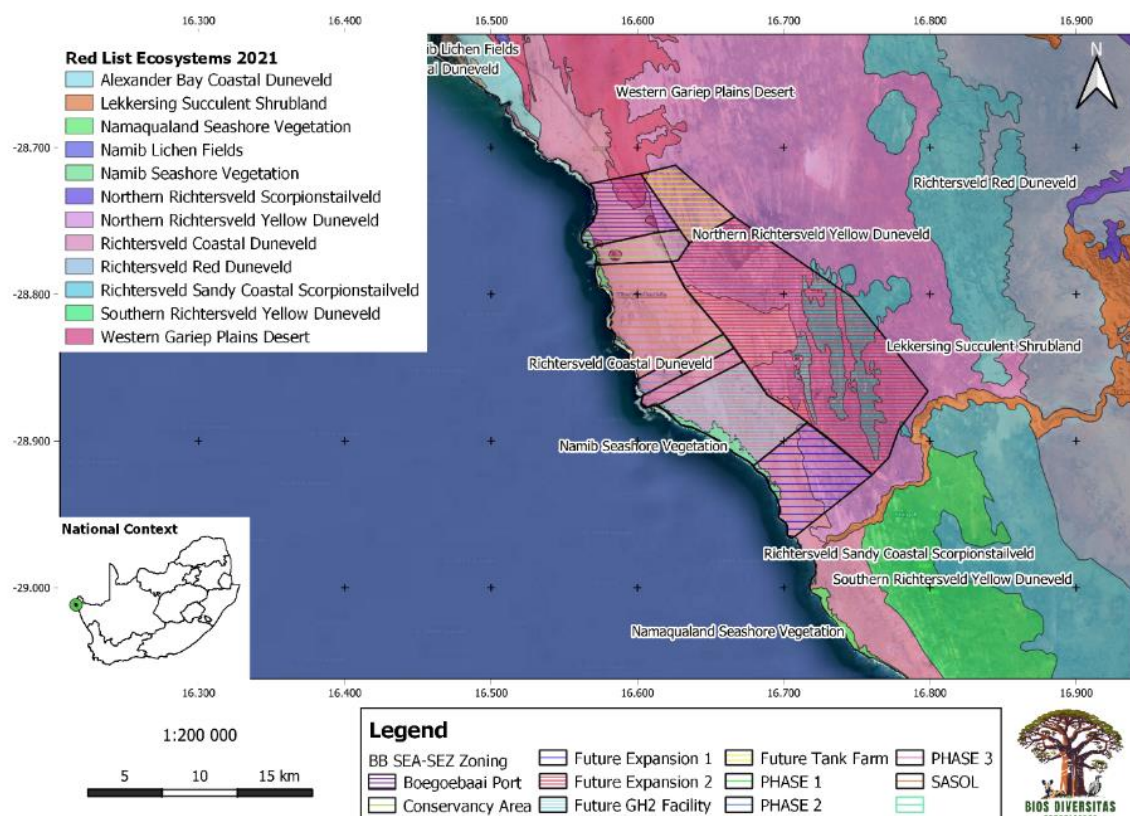 16.300 16.400 16.500 16.600 16.700 16.800 16.900
Red List Ecosystems 2021
Alexander Bay Coastal Duneveld
Lekkersing Succulent Shrubland
Namaqualand Seashore Vegetation
Namib Lichen Fields
Namib Seashore Vegetation
Northern Richtersveld Scorpionstailveld
Northern Richtersveld Yellow Duneveld
Richtersveld Coastal Duneveld
Richtersveld Red Duneveld
Richtersveld Sandy Coastal Scorpionstailveld
Southern Richtersveld Yellow Duneveld
Western Gariep Plains Desert
ib Lichen Fields
al Duneveld
Western Gariep Plains Desert
N
-28.700
Richtersveld Red Duneveld
Northern Richtersveld Yellow Duneveld
-28.800
Lekkersing Succulent Shrubland
Richtersveld Coastal Duneveld
-28.900
Namib Seashore Vegetation
National Context
Richtersveld Sandy Coastal Scorpionstailveld
Southern Richtersveld Yellow Duneveld
-29.000
Namaqualand Seashore Vegetation
16.300 16.400 16.500 16.600 16.700 16.800 16.900
1:200 000
5 10 15 km
Legend
BB SEA-SEZ Zoning
Boegoebaai Port
Conservancy Area
Future Expansion 1
Future Expansion 2
Future GH2 Facility
Future Tank Farm
PHASE 1
PHASE 2
PHASE 3
SASOL
BIOS DIVERSITAS